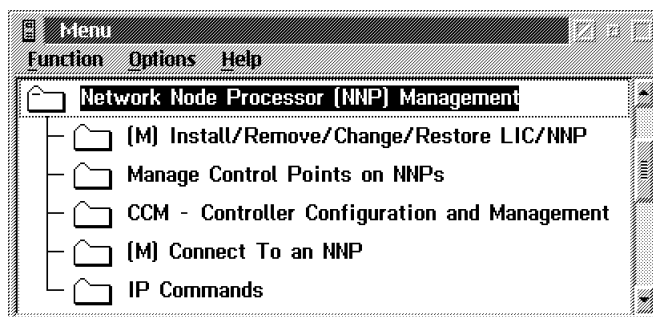 Menu
Function Options Help
Network Node Processor (NNP) Management
(M) Install/Remove/Change/Restore LIC/NNP
Manage Control Points on NNPs
CCM - Controller Configuration and Management
(M) Connect To an NNP
IP Commands